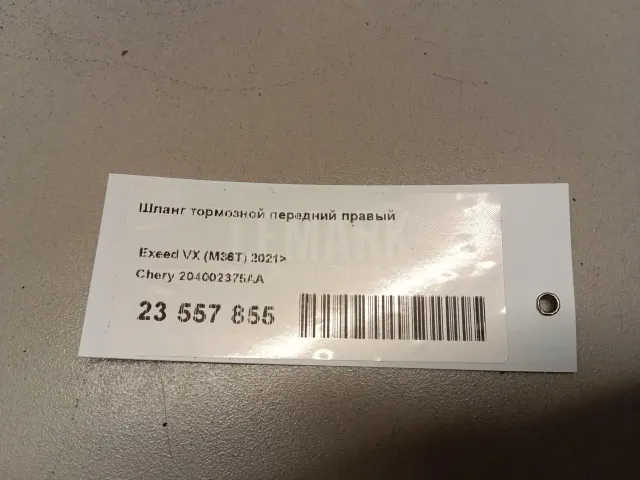 Шланг тормозной передний правый
Exeed VX (M36T) 2021>
Chery 204002375AA
23 557 855